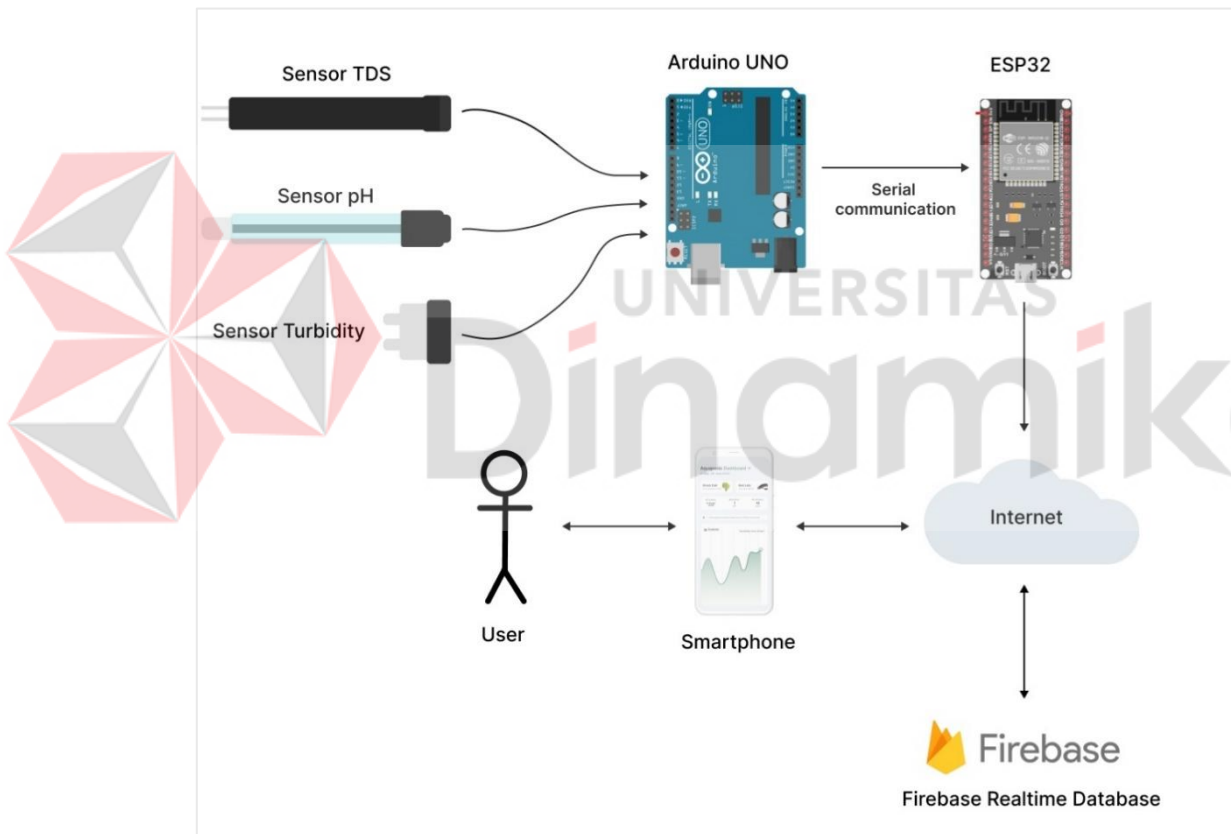 Sensor TDS
Arduino UNO
ESP32
Sensor pH
Serial
communication
UNIVERSITAS
Dinamika
Sensor Turbidity
Internet
User
Smartphone
Firebase
Firebase Realtime Database